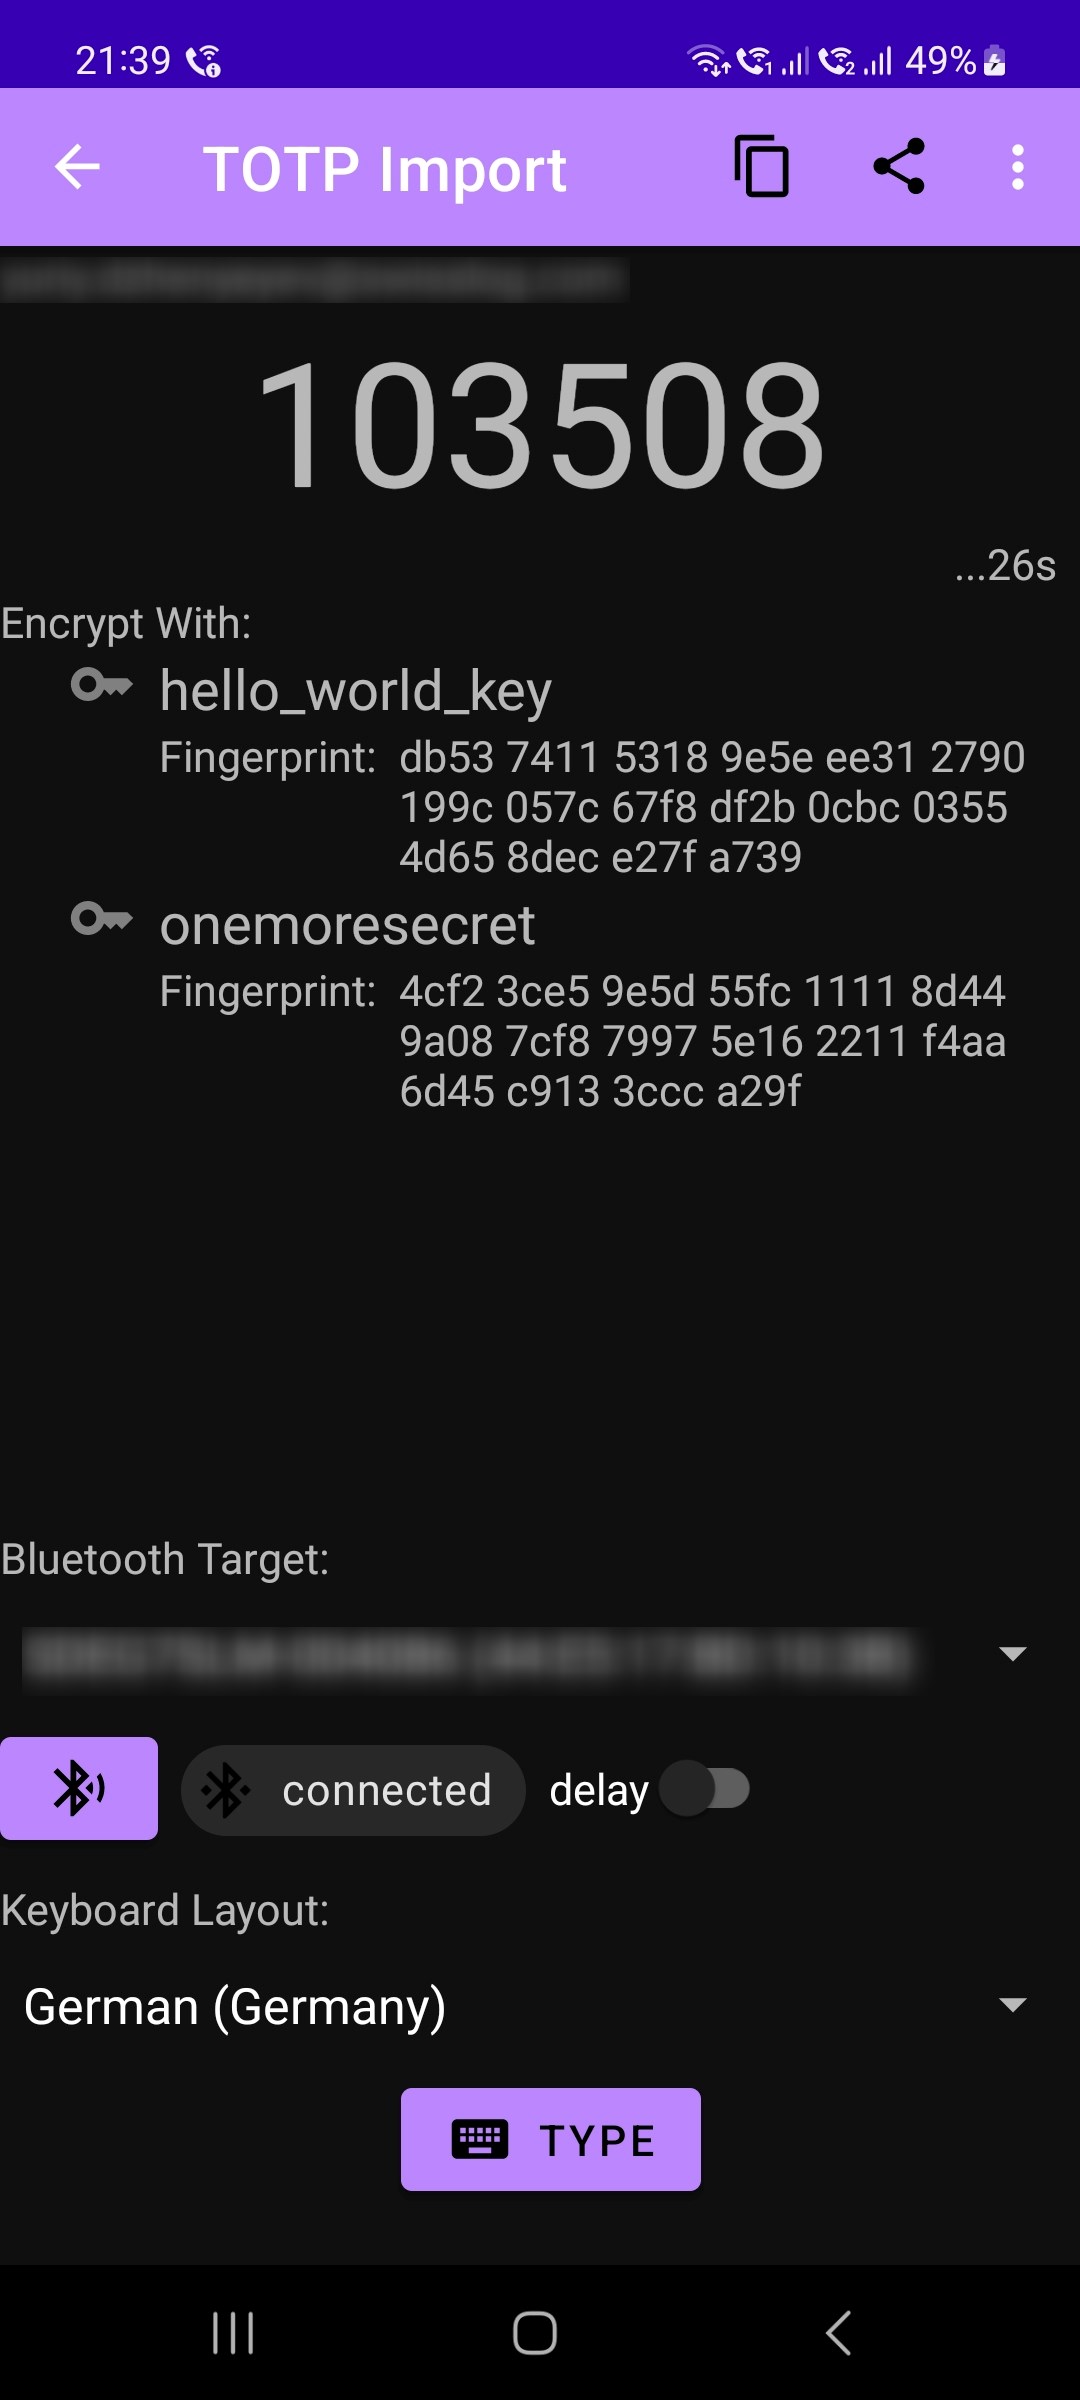 21:39
1
2
49%
TOTP Import
103508
...26s
Encrypt With:
hello_world_key
Fingerprint: db53 7411 5318 9e5e ee31 2790
199c 057c 67f8 df2b 0cbc 0355
4d65 8dec e27f a739
onemoresecret
Fingerprint: 4cf2 3ce5 9e5d 55fc 1111 8d44
9a08 7cf8 7997 5e16 2211 f4aa
6d45 c913 3ccc a29f
Bluetooth Target:
connected
delay
Keyboard Layout:
German (Germany)
TYPE